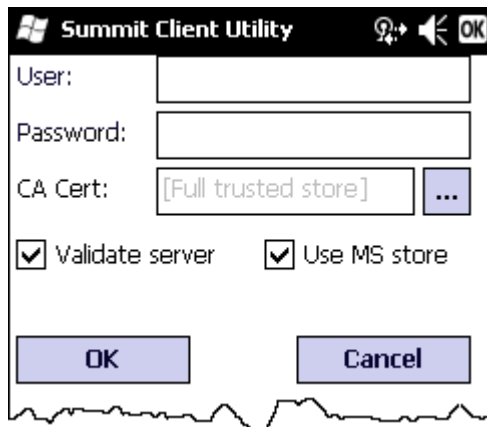 Summit Client Utility OK
User:
Password:
CA Cert: [Full trusted store] ...
Validate server Use MS store
OK Cancel